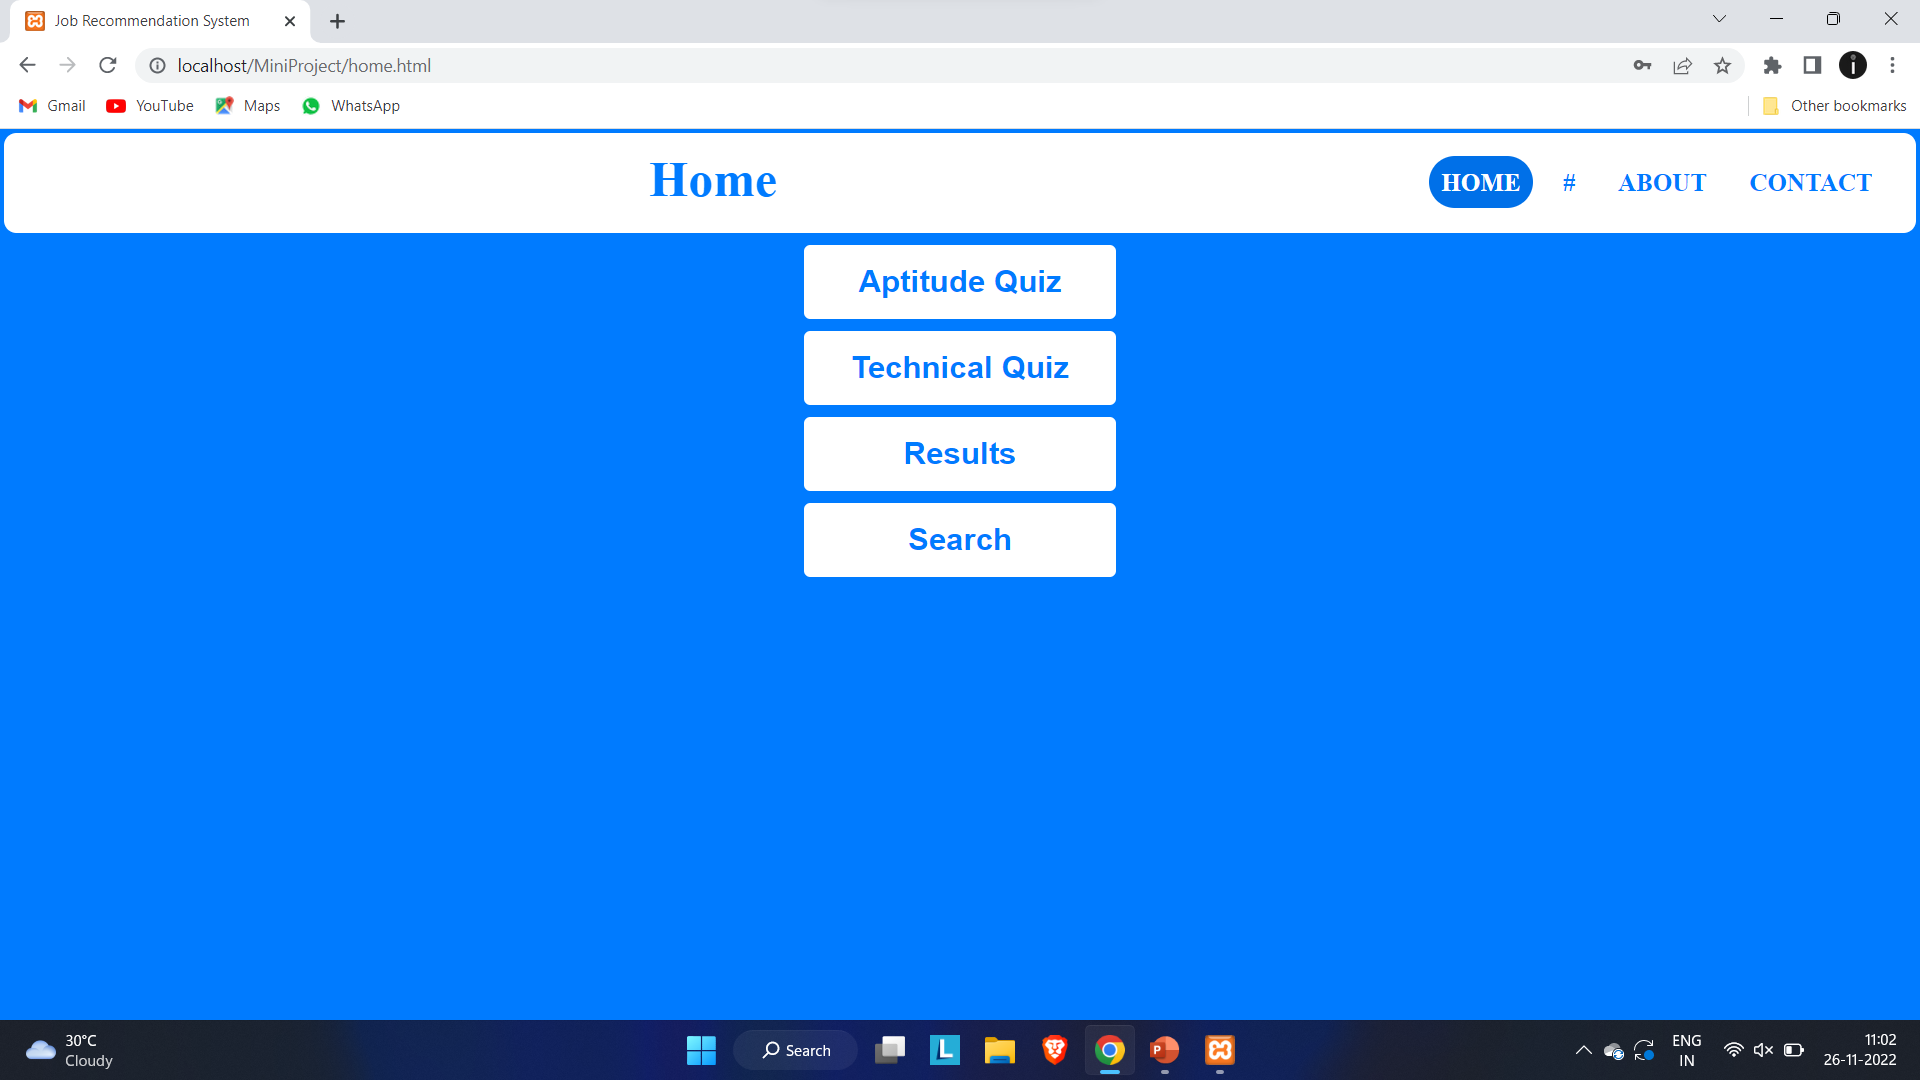 Job Recommendation System
localhost/MiniProject/home.html
Gmail YouTube Maps WhatsApp Other bookmarks
Home HOME # ABOUT CONTACT
Aptitude Quiz
Technical Quiz
Results
Search
30°C
Cloudy
Search
L
P
ENG
IN
11:02
26-11-2022